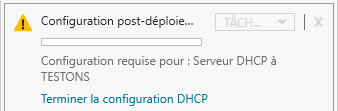 Configuration post-déploie...
TÂCH...
X
Configuration requise pour : Serveur DHCP à
TESTONS
Terminer la configuration DHCP